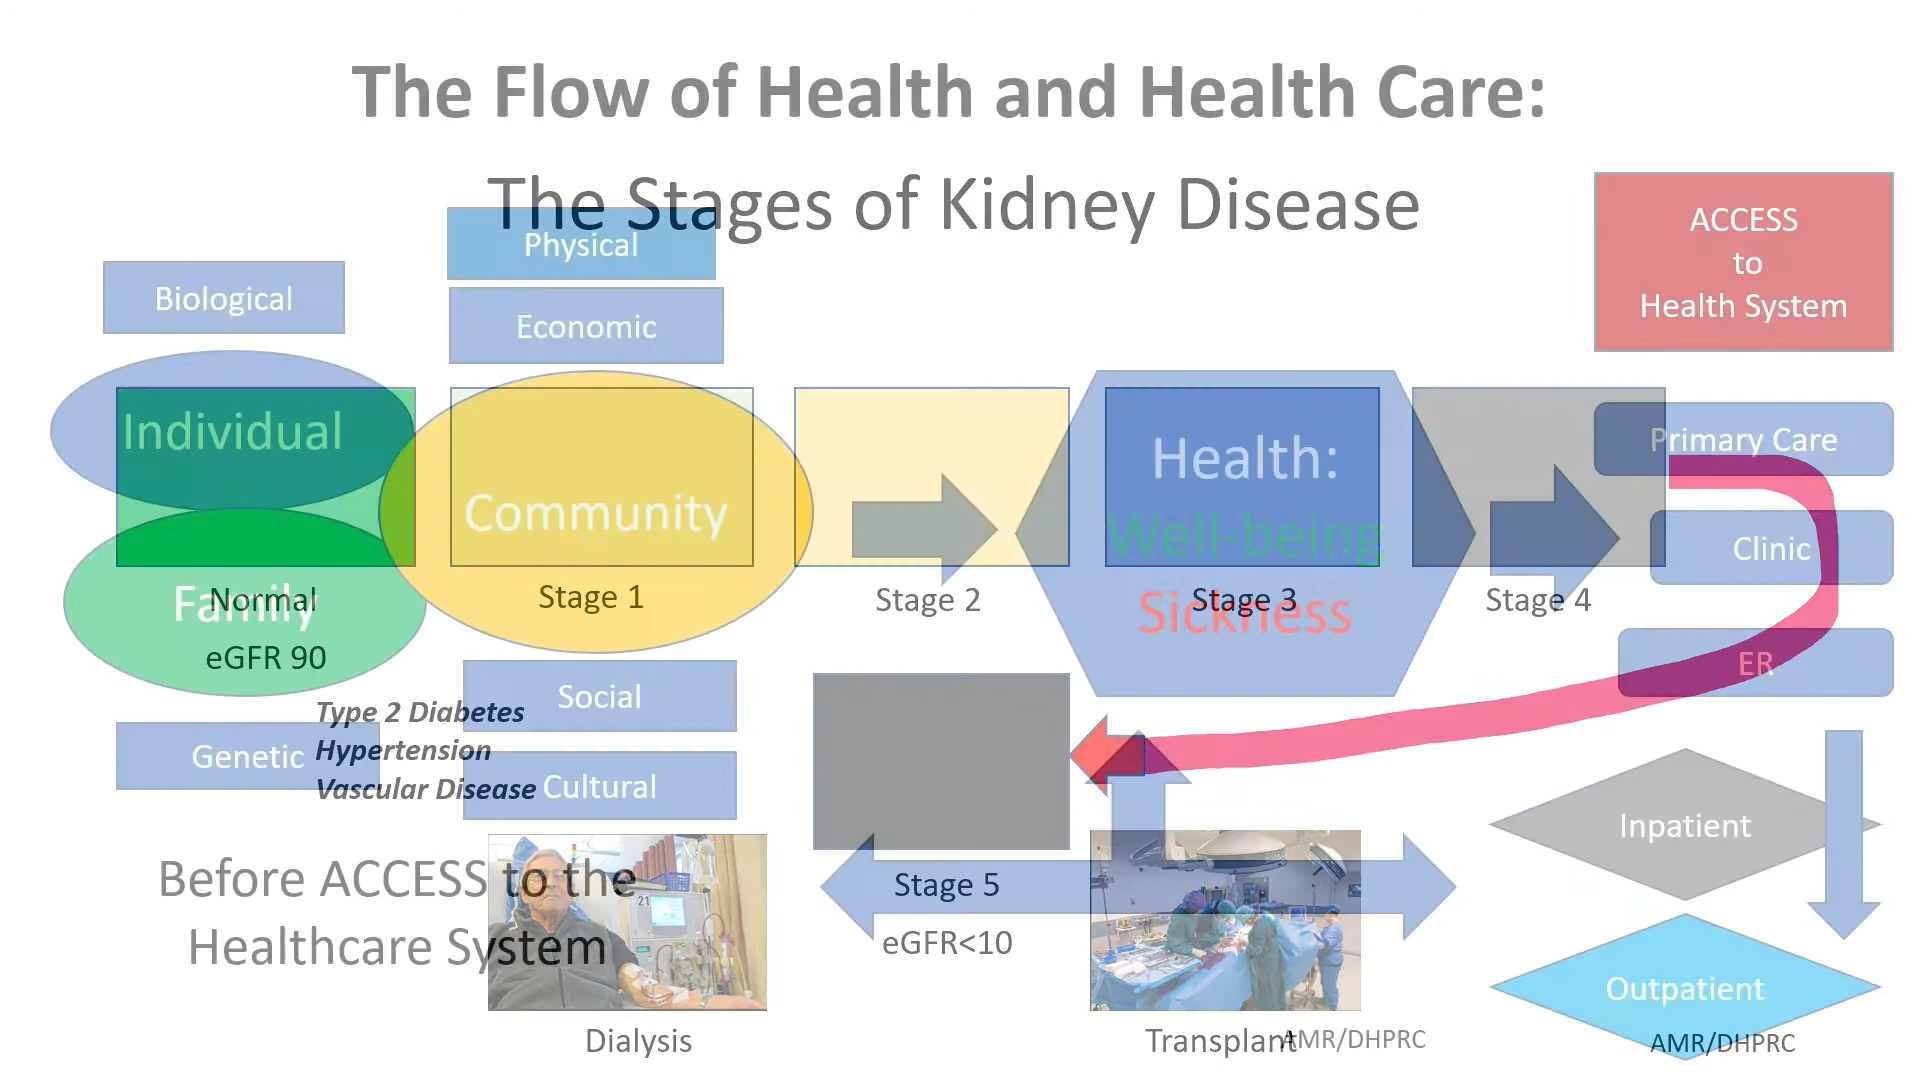 The Flow of Health and Health Care:
The Stages of Kidney Disease
Physical
Biological
Economic
ACCESS
to
Health System
Individual
Community
Health:
Well-being
Sickness
Primary Care
Clinic
ER
Family
Normal
eGFR 90
Stage 1
Stage 2
Stage 3
Stage 4
Social
Cultural
Genetic
Type 2 Diabetes
Hypertension
Vascular Disease
Before ACCESS to the
Healthcare System
21
Stage 5
eGFR<10
Inpatient
Outpatient
Dialysis
Transplant
AMR/DHPRC
AMR/DHPRC